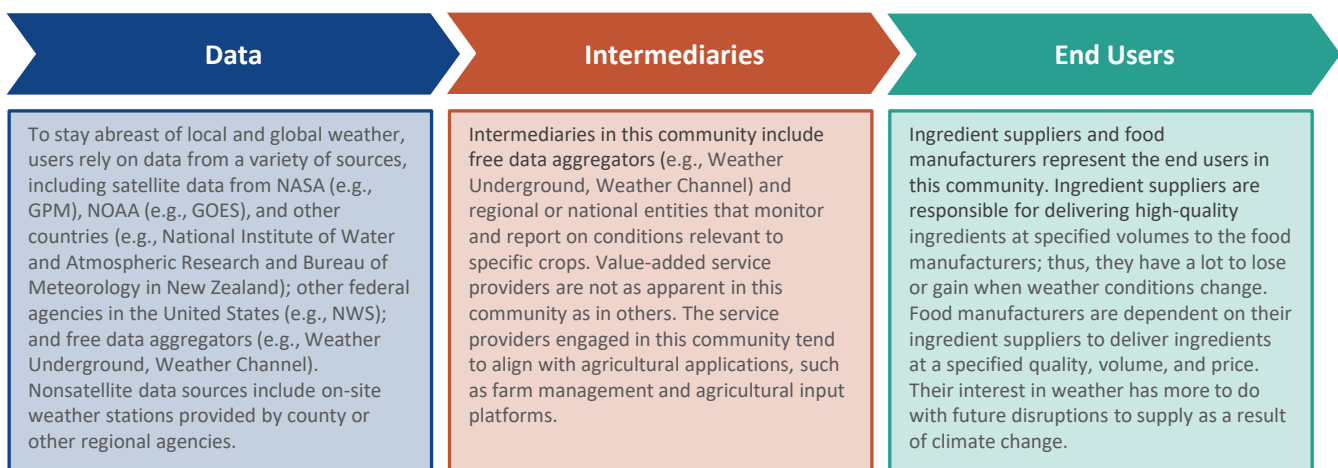 Data
Intermediaries
End Users
To stay abreast of local and global weather,
users rely on data from a variety of sources,
including satellite data from NASA (e.g.,
GPM), NOAA (e.g., GOES), and other
countries (e.g., National Institute of Water
and Atmospheric Research and Bureau of
Meteorology in New Zealand); other federal
agencies in the United States (e.g., NWS);
and free data aggregators (e.g., Weather
Underground, Weather Channel).
Nonsatellite data sources include on-site
weather stations provided by county or
other regional agencies.
Intermediaries in this community include
free data aggregators (e.g., Weather
Underground, Weather Channel) and
regional or national entities that monitor
and report on conditions relevant to
specific crops. Value-added service
providers are not as apparent in this
community as in others. The service
providers engaged in this community tend
to align with agricultural applications, such
as farm management and agricultural input
platforms.
Ingredient suppliers and food
manufacturers represent the end users in
this community. Ingredient suppliers are
responsible for delivering high-quality
ingredients at specified volumes to the food
manufacturers; thus, they have a lot to lose
or gain when weather conditions change.
Food manufacturers are dependent on their
ingredient suppliers to deliver ingredients
at a specified quality, volume, and price.
Their interest in weather has more to do
with future disruptions to supply as a result
of climate change.